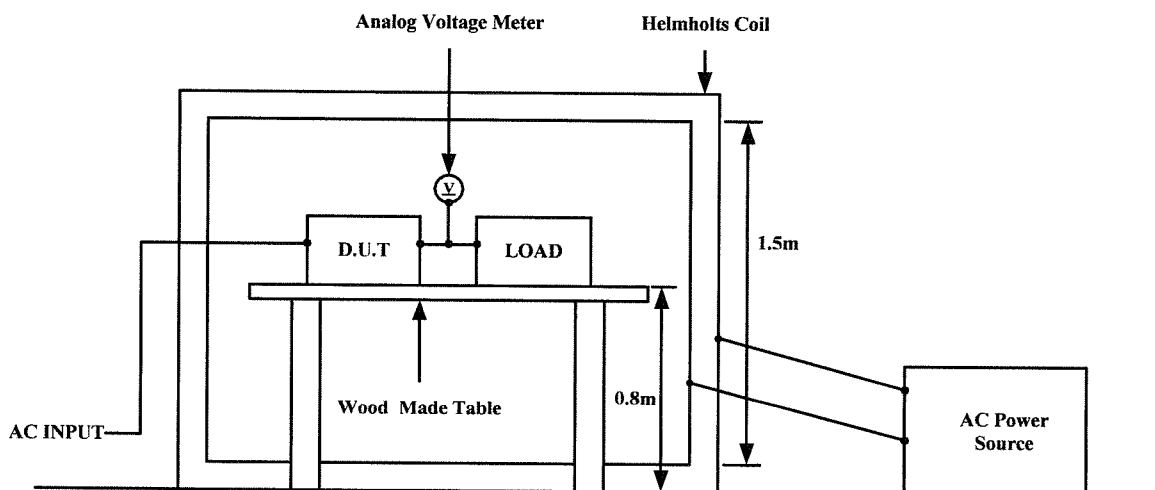 Analog Voltage Meter
Helmholts Coil
V
D.U.T
LOAD
1.5m
Wood Made Table
0.8m
AC INPUT
AC Power
Source